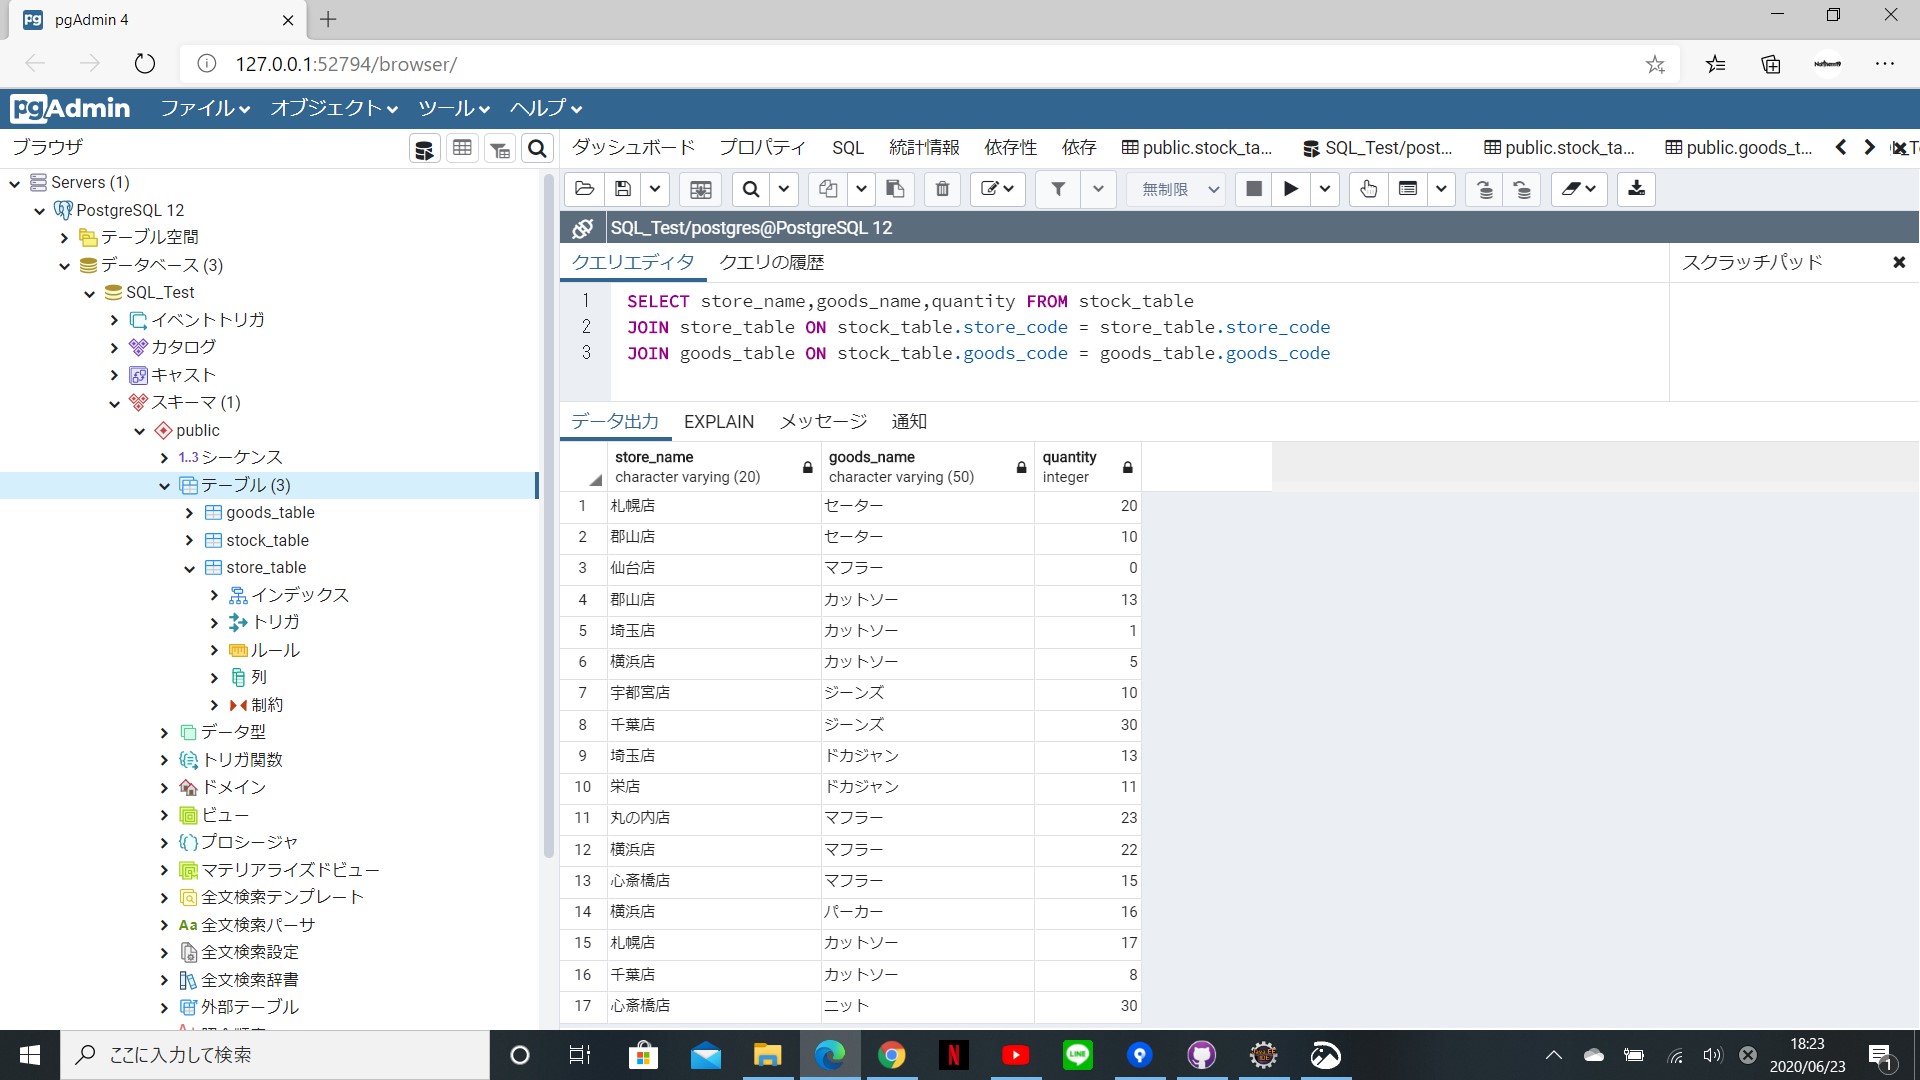 pgAdmin 4
127.0.0.1:52794/browser/
pgAdmin ファイル オブジェクト ツール ヘルプ
ブラウザ
ダッシュボード プロパティ SQL 統計情報 依存性 依存 public.stock_ta... SQL_Test/post... public.stock_ta... public.goods_t...
Servers (1)
PostgreSQL 12
テーブル空間
データベース (3)
SQL_Test
イベントトリガ
カタログ
キャスト
スキーマ (1)
public
1..3 シーケンス
テーブル (3)
goods_table
stock_table
store_table
インデックス
トリガ
ルール
列
制約
データ型
トリガ関数
ドメイン
ビュー
プロシージャ
マテリアライズドビュー
全文検索テンプレート
Aa 全文検索パーサ
全文検索設定
全文検索辞書
外部テーブル
無制限
SQL_Test/postgres@PostgreSQL 12
クエリエディタ クエリの履歴
スクラッチパッド
1 SELECT store_name,goods_name,quantity FROM stock_table
2 JOIN store_table ON stock_table.store_code = store_table.store_code
3 JOIN goods_table ON stock_table.goods_code = goods_table.goods_code
データ出力 EXPLAIN メッセージ 通知
store_name goods_name quantity
character varying (20) character varying (50) integer
1 札幌店 セーター 20
2 郡山店 セーター 10
3 仙台店 マフラー 0
4 郡山店 カットソー 13
5 埼玉店 カットソー 1
6 横浜店 カットソー 5
7 宇都宮店 ジーンズ 10
8 千葉店 ジーンズ 30
9 埼玉店 ドカジャン 13
10 栄店 ドカジャン 11
11 丸の内店 マフラー 23
12 横浜店 マフラー 22
13 心斎橋店 マフラー 15
14 横浜店 パーカー 16
15 札幌店 カットソー 17
16 千葉店 カットソー 8
17 心斎橋店 ニット 30
ここに入力して検索
N
LINE
18:23
2020/06/23
1